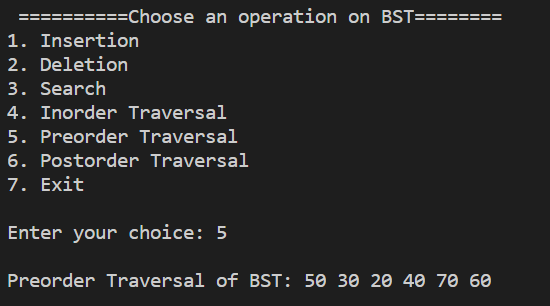 ==========Choose an operation on BST========
1. Insertion
2. Deletion
3. Search
4. Inorder Traversal
5. Preorder Traversal
6. Postorder Traversal
7. Exit
Enter your choice: 5
Preorder Traversal of BST: 50 30 20 40 70 60